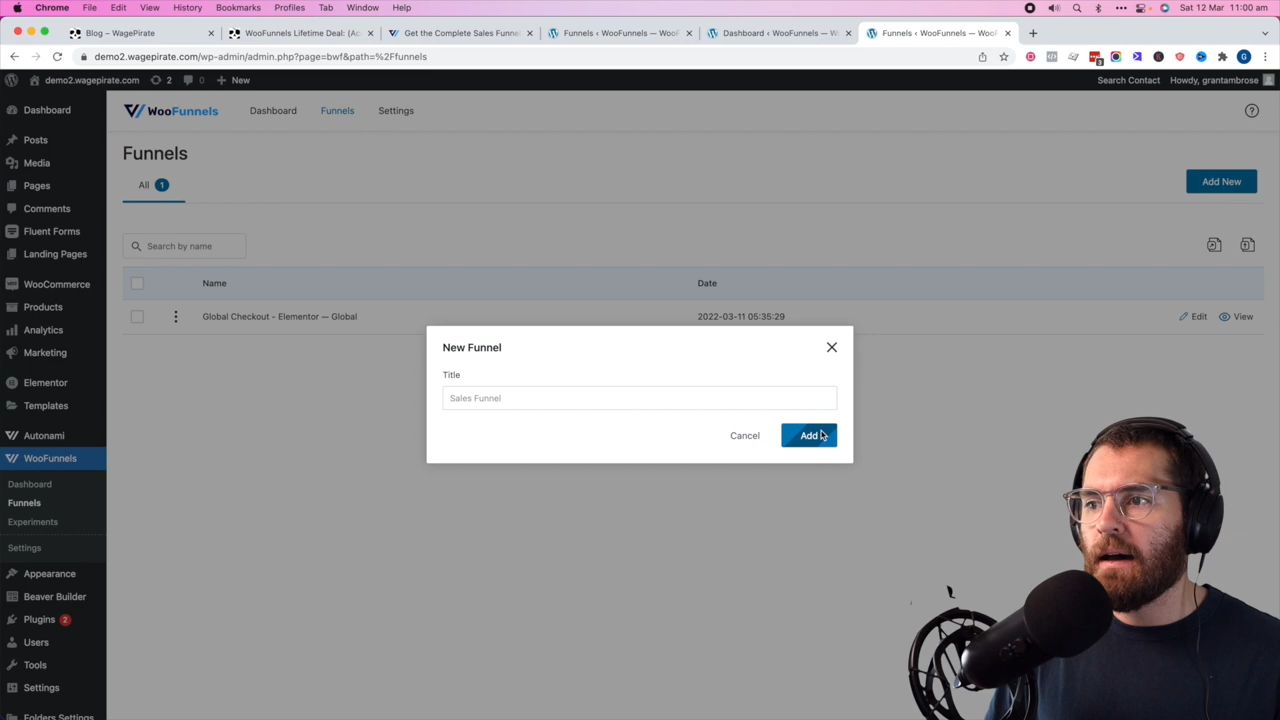 Chrome File Edit View History Bookmarks Profiles Tab Window Help
Sat 12 Mar 11:00 am
Blog – WagePirate
WooFunnels Lifetime Deal: (Ac
Get the Complete Sales Funne
Funnels ‹ WooFunnels — WooF
Dashboard ‹ WooFunnels — W
Funnels ‹ WooFunnels — WooF
demo2.wagepirate.com/wp-admin/admin.php?page=bwf&path=%2Ffunnels
3
G
demo2.wagepirate.com 2 0 New
Search Contact Howdy, grantambrose
Dashboard
Posts
Media
Pages
Comments
Fluent Forms
Landing Pages
WooCommerce
Products
Analytics
Marketing
Elementor
Templates
Autonami
WooFunnels
Dashboard
Funnels
Experiments
Settings
Appearance
Beaver Builder
Plugins 2
Users
Tools
Settings
Folders Settings
WooFunnels Dashboard Funnels Settings ?
Funnels
All 1
Add New
Search by name
Name Date
Global Checkout - Elementor — Global 2022-03-11 05:35:29 Edit View
New Funnel
Title
Sales Funnel
Cancel Add